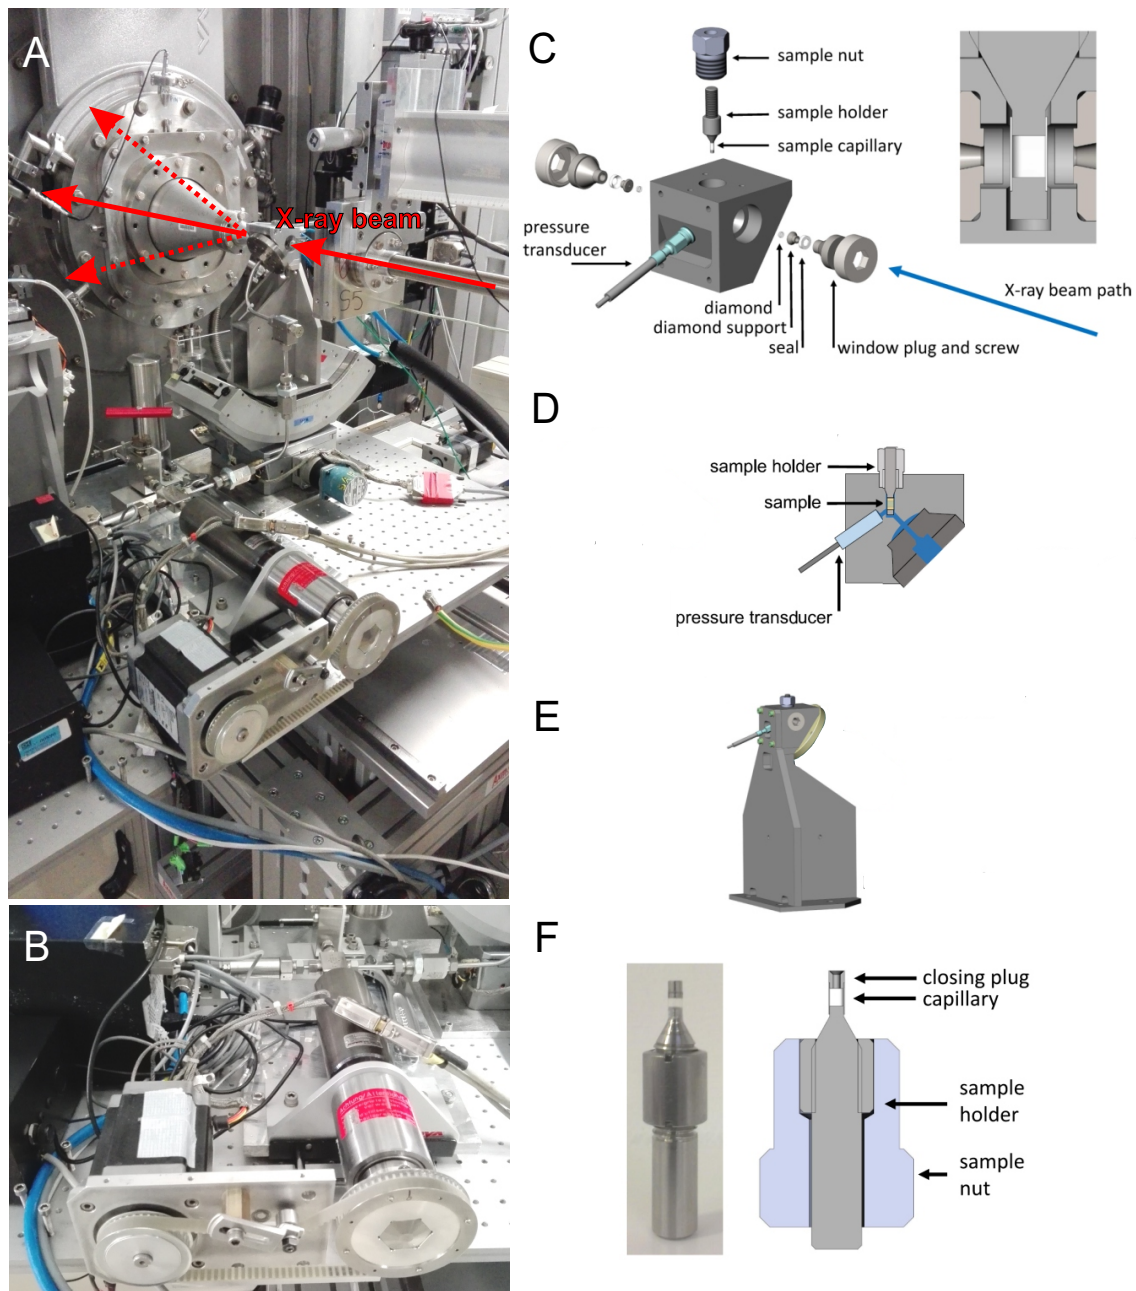 A
X-ray beam
S5
B
C
sample nut
sample holder
sample capillary
pressure
transducer
diamond
diamond support
seal
window plug and screw
X-ray beam path
D
sample holder
sample
pressure transducer
E
F
closing plug
capillary
sample
holder
sample
nut